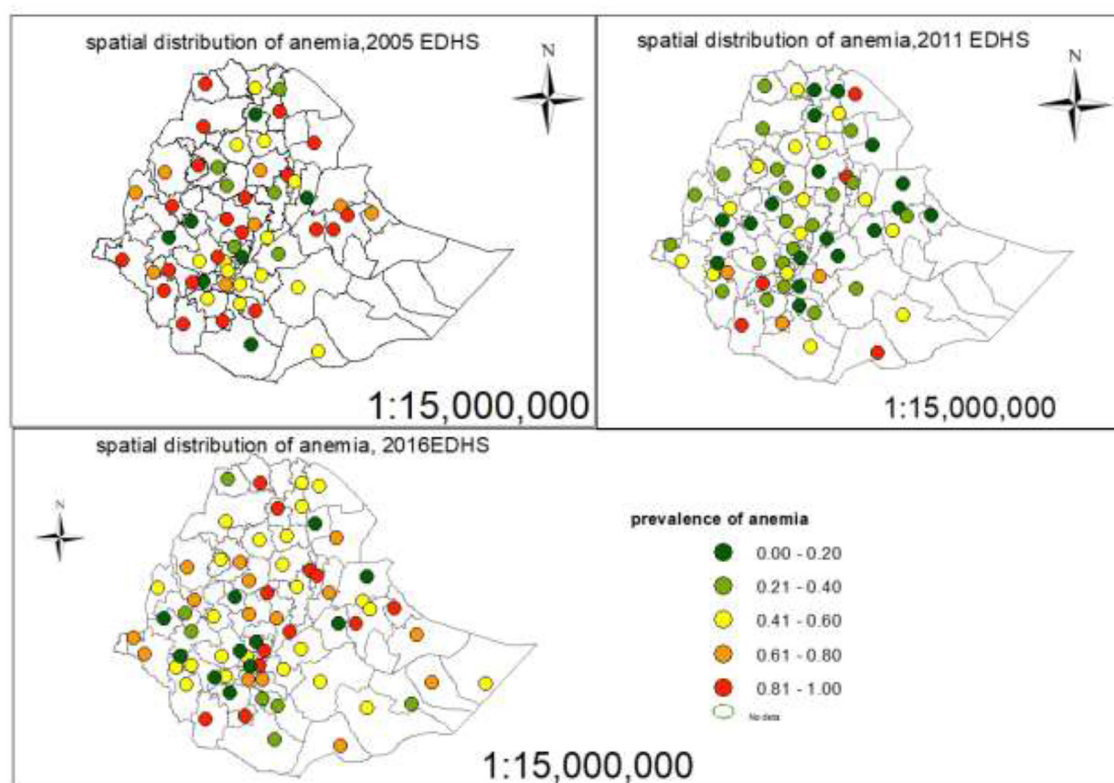 spatial distribution of anemia,2005 EDHS
N
1:15,000,000
spatial distribution of anemia,2011 EDHS
N
1:15,000,000
spatial distribution of anemia, 2016EDHS
N
1:15,000,000
prevalence of anemia
0.00 - 0.20
0.21 - 0.40
0.41 - 0.60
0.61 - 0.80
0.81 - 1.00
No data